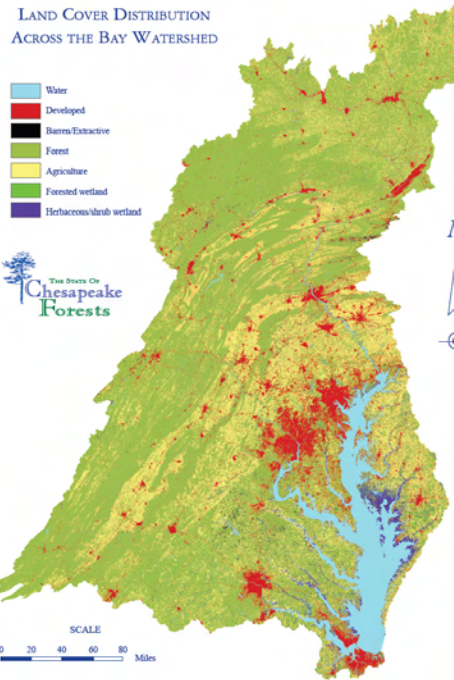 LAND COVER DISTRIBUTION
ACROSS THE BAY WATERSHED
Water
Developed
Barren/Extractive
Forest
Agriculture
Forested wetland
Herbaceous/shrub wetland
THE STATE OF
Chesapeake
Forests
SCALE
0 20 40 60 80 Miles